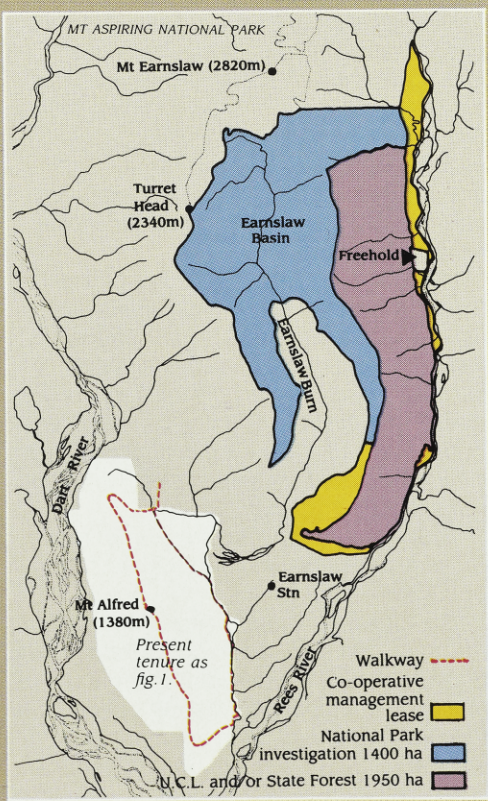 MT ASPIRING NATIONAL PARK
Mt Earnslaw (2820m)
Turret
Head
(2340m)
Earnslaw
Basin
Freehold
Earnslaw Burn
Dart River
Mt Alfred
(1380m)
Present
tenure as
fig.1.
Earnslaw
Stn
Rees River
Walkway
Co-operative
management
lease
National Park
investigation 1400 ha
U.C.L. and/or State Forest 1950 ha